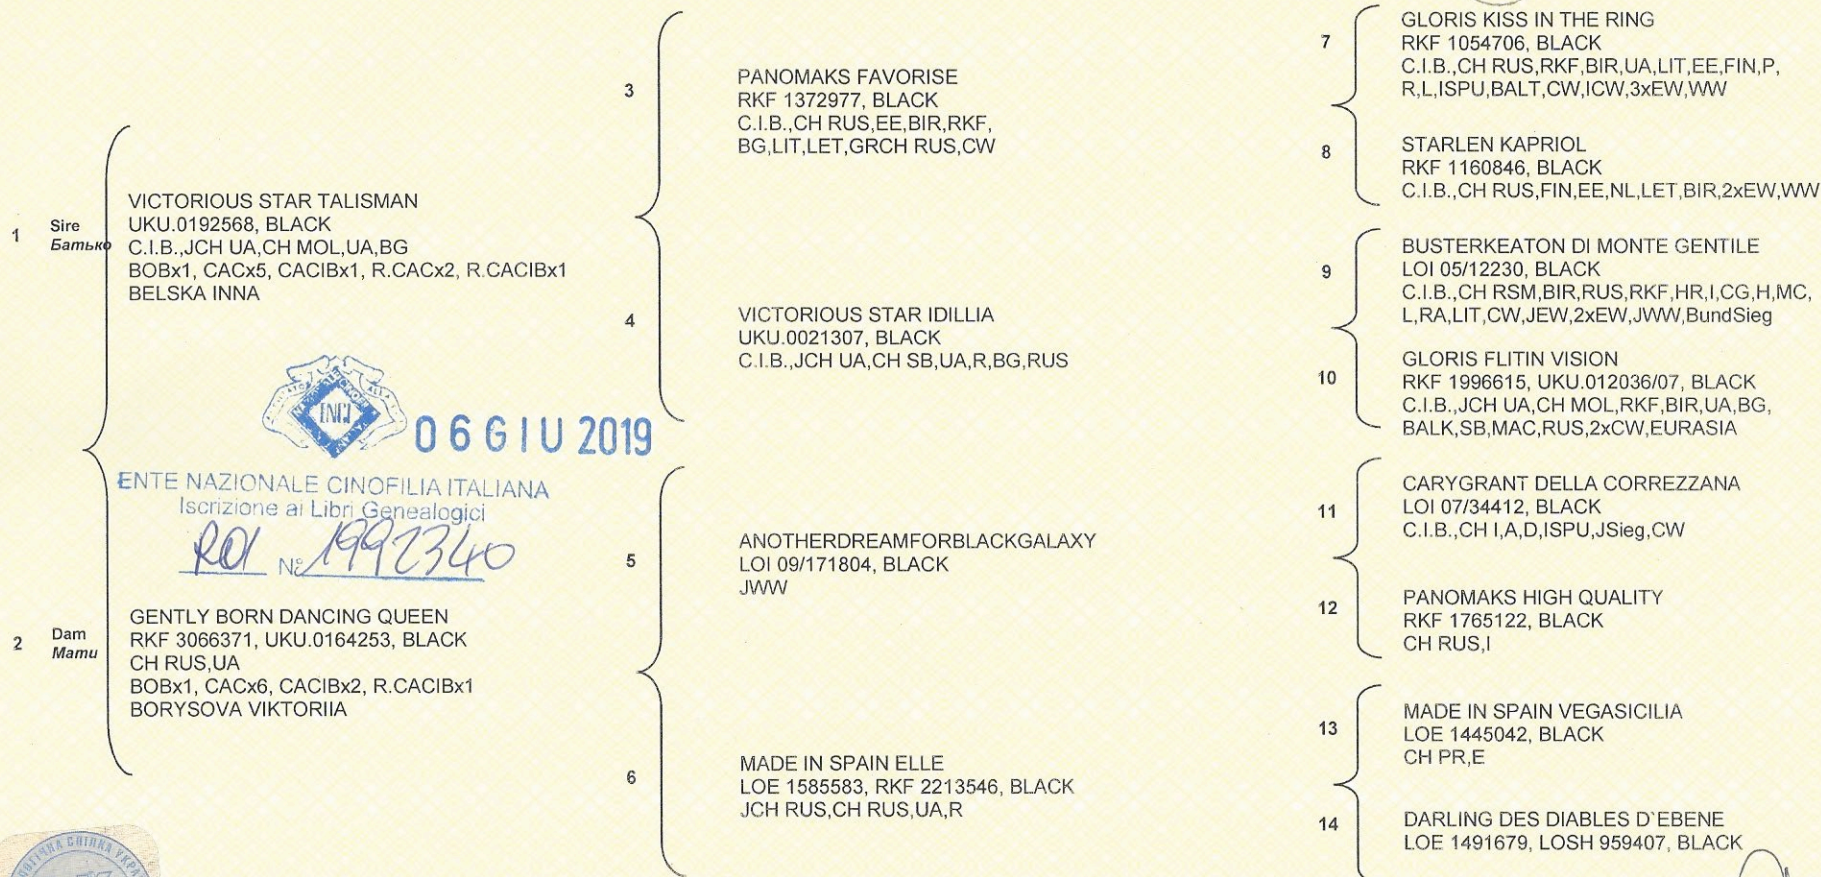 1
Sire
Батько
VICTORIOUS STAR TALISMAN
UKU.0192568, BLACK
C.I.B.,JCH UA,CH MOL,UA,BG
BOBx1, CACx5, CACIBx1, R.CACx2, R.CACIBx1
BELSKA INNA
ENCI
06 GIU 2019
ENTE NAZIONALE CINOFILIA ITALIANA
Iscrizione ai Libri Genealogici
ROI N° 1992340
2
Dam
Мати
GENTLY BORN DANCING QUEEN
RKF 3066371, UKU.0164253, BLACK
CH RUS,UA
BOBx1, CACx6, CACIBx2, R.CACIBx1
BORYSOVA VIKTORIIA
3
PANOMAKS FAVORISE
RKF 1372977, BLACK
C.I.B.,CH RUS,EE,BIR,RKF,
BG,LIT,LET,GRCH RUS,CW
4
VICTORIOUS STAR IDILLIA
UKU.0021307, BLACK
C.I.B.,JCH UA,CH SB,UA,R,BG,RUS
5
ANOTHERDREAMFORBLACKGALAXY
LOI 09/171804, BLACK
JWW
6
MADE IN SPAIN ELLE
LOE 1585583, RKF 2213546, BLACK
JCH RUS,CH RUS,UA,R
7
GLORIS KISS IN THE RING
RKF 1054706, BLACK
C.I.B.,CH RUS,RKF,BIR,UA,LIT,EE,FIN,P,
R,L,ISPU,BALT,CW,ICW,3xEW,WW
8
STARLEN KAPRIOL
RKF 1160846, BLACK
C.I.B.,CH RUS,FIN,EE,NL,LET,BIR,2xEW,WW
9
BUSTERKEATON DI MONTE GENTILE
LOI 05/12230, BLACK
C.I.B.,CH RSM,BIR,RUS,RKF,HR,I,CG,H,MC,
L,RA,LIT,CW,JEW,2xEW,JWW,BundSieg
10
GLORIS FLITIN VISION
RKF 1996615, UKU.012036/07, BLACK
C.I.B.,JCH UA,CH MOL,RKF,BIR,UA,BG,
BALK,SB,MAC,RUS,2xCW,EURASIA
11
CARYGRANT DELLA CORREZZANA
LOI 07/34412, BLACK
C.I.B.,CH I,A,D,ISPU,JSieg,CW
12
PANOMAKS HIGH QUALITY
RKF 1765122, BLACK
CH RUS,I
13
MADE IN SPAIN VEGASICILIA
LOE 1445042, BLACK
CH PR,E
14
DARLING DES DIABLES D`EBENE
LOE 1491679, LOSH 959407, BLACK